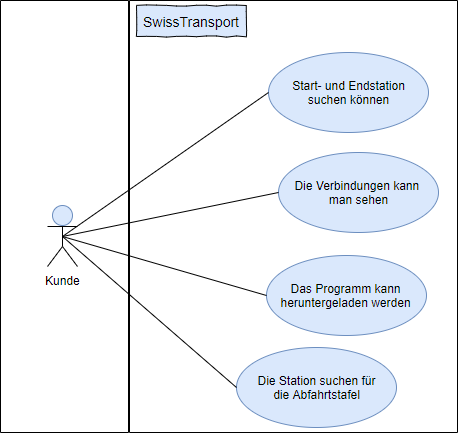 SwissTransport
Start- und Endstation
suchen können
Die Verbindungen kann
man sehen
Kunde
Das Programm kann
heruntergeladen werden
Die Station suchen für
die Abfahrtstafel